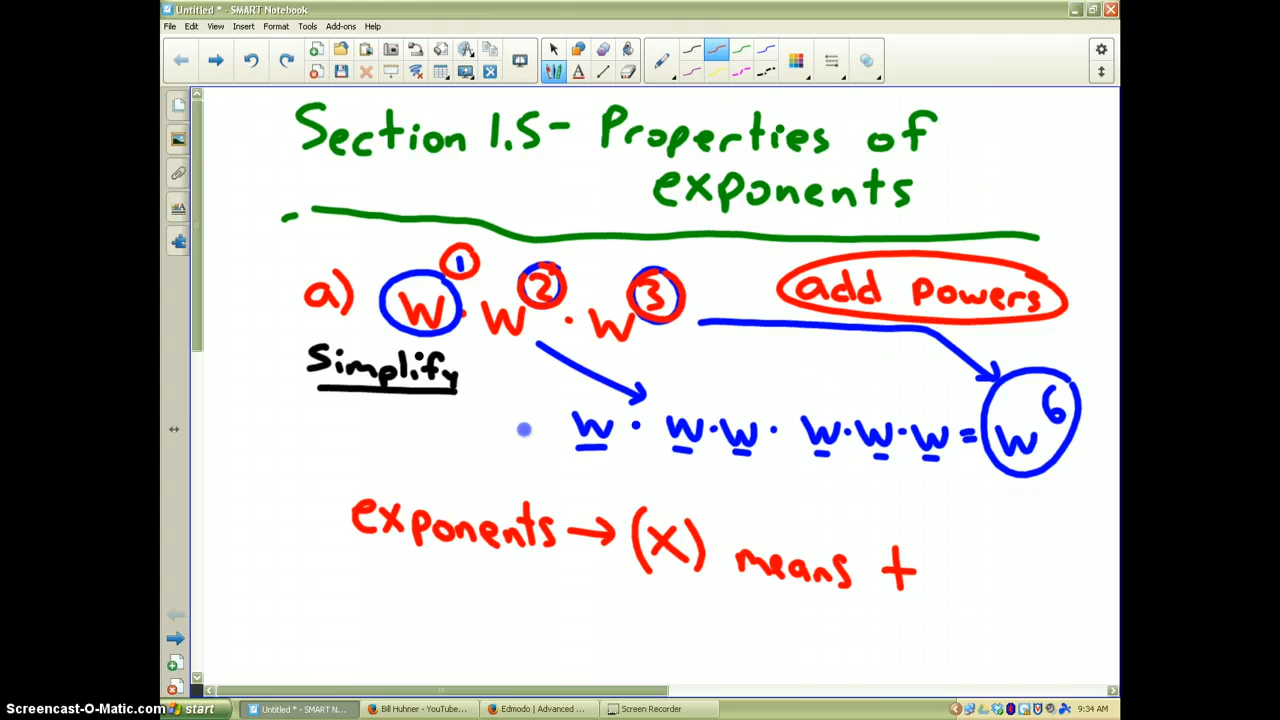 Untitled * - SMART Notebook
File Edit View Insert Format Tools Add-ons Help
Section 1.5- Properties of
exponents
a) w¹ · w² · w³
add powers
Simplify
w · w·w · w·w·w = w⁶
exponents → (x) means +
Screencast-O-Matic.com
start
Untitled * - SMART N...
Bill Huhner - YouTube...
Edmodo | Advanced ...
Screen Recorder
9:34 AM